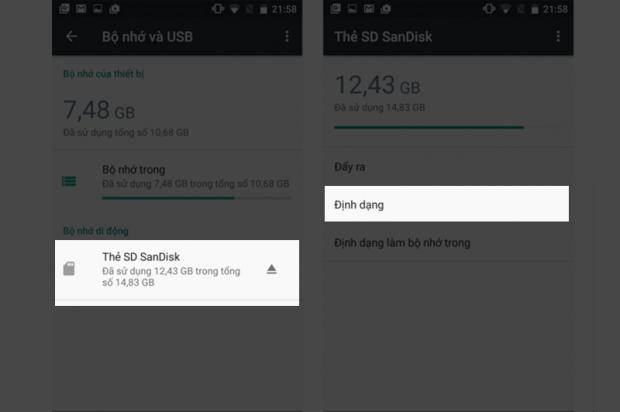 21:58
Bộ nhớ và USB
Bộ nhớ của thiết bị
7,48 GB
Đã sử dụng tổng số 10,68 GB
Bộ nhớ trong
Đã sử dụng 7,48 GB trong tổng số 10,68 GB
Bộ nhớ di động
Thẻ SD SanDisk
Đã sử dụng 12,43 GB trong tổng
số 14,83 GB
21:58
Thẻ SD SanDisk
12,43 GB
Đã sử dụng 14,83 GB
Đẩy ra
Định dạng
Định dạng làm bộ nhớ trong